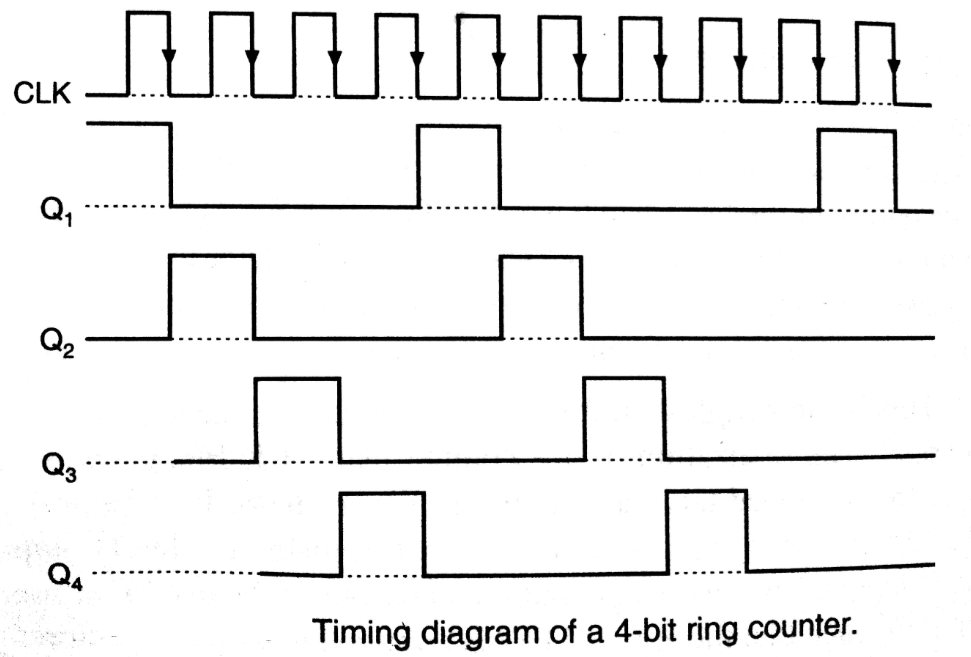 CLK
Q1
Q2
Q3
Q4
Timing diagram of a 4-bit ring counter.